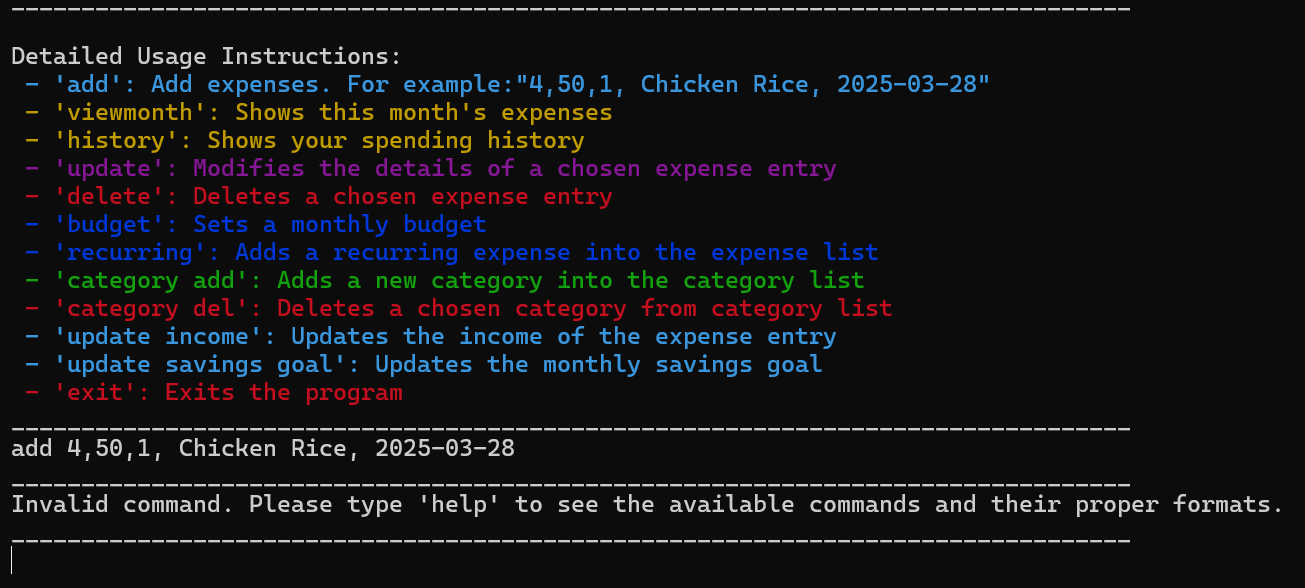 Detailed Usage Instructions:
- 'add': Add expenses. For example:"4,50,1, Chicken Rice, 2025-03-28"
- 'viewmonth': Shows this month's expenses
- 'history': Shows your spending history
- 'update': Modifies the details of a chosen expense entry
- 'delete': Deletes a chosen expense entry
- 'budget': Sets a monthly budget
- 'recurring': Adds a recurring expense into the expense list
- 'category add': Adds a new category into the category list
- 'category del': Deletes a chosen category from category list
- 'update income': Updates the income of the expense entry
- 'update savings goal': Updates the monthly savings goal
- 'exit': Exits the program
add 4,50,1, Chicken Rice, 2025-03-28
Invalid command. Please type 'help' to see the available commands and their proper formats.